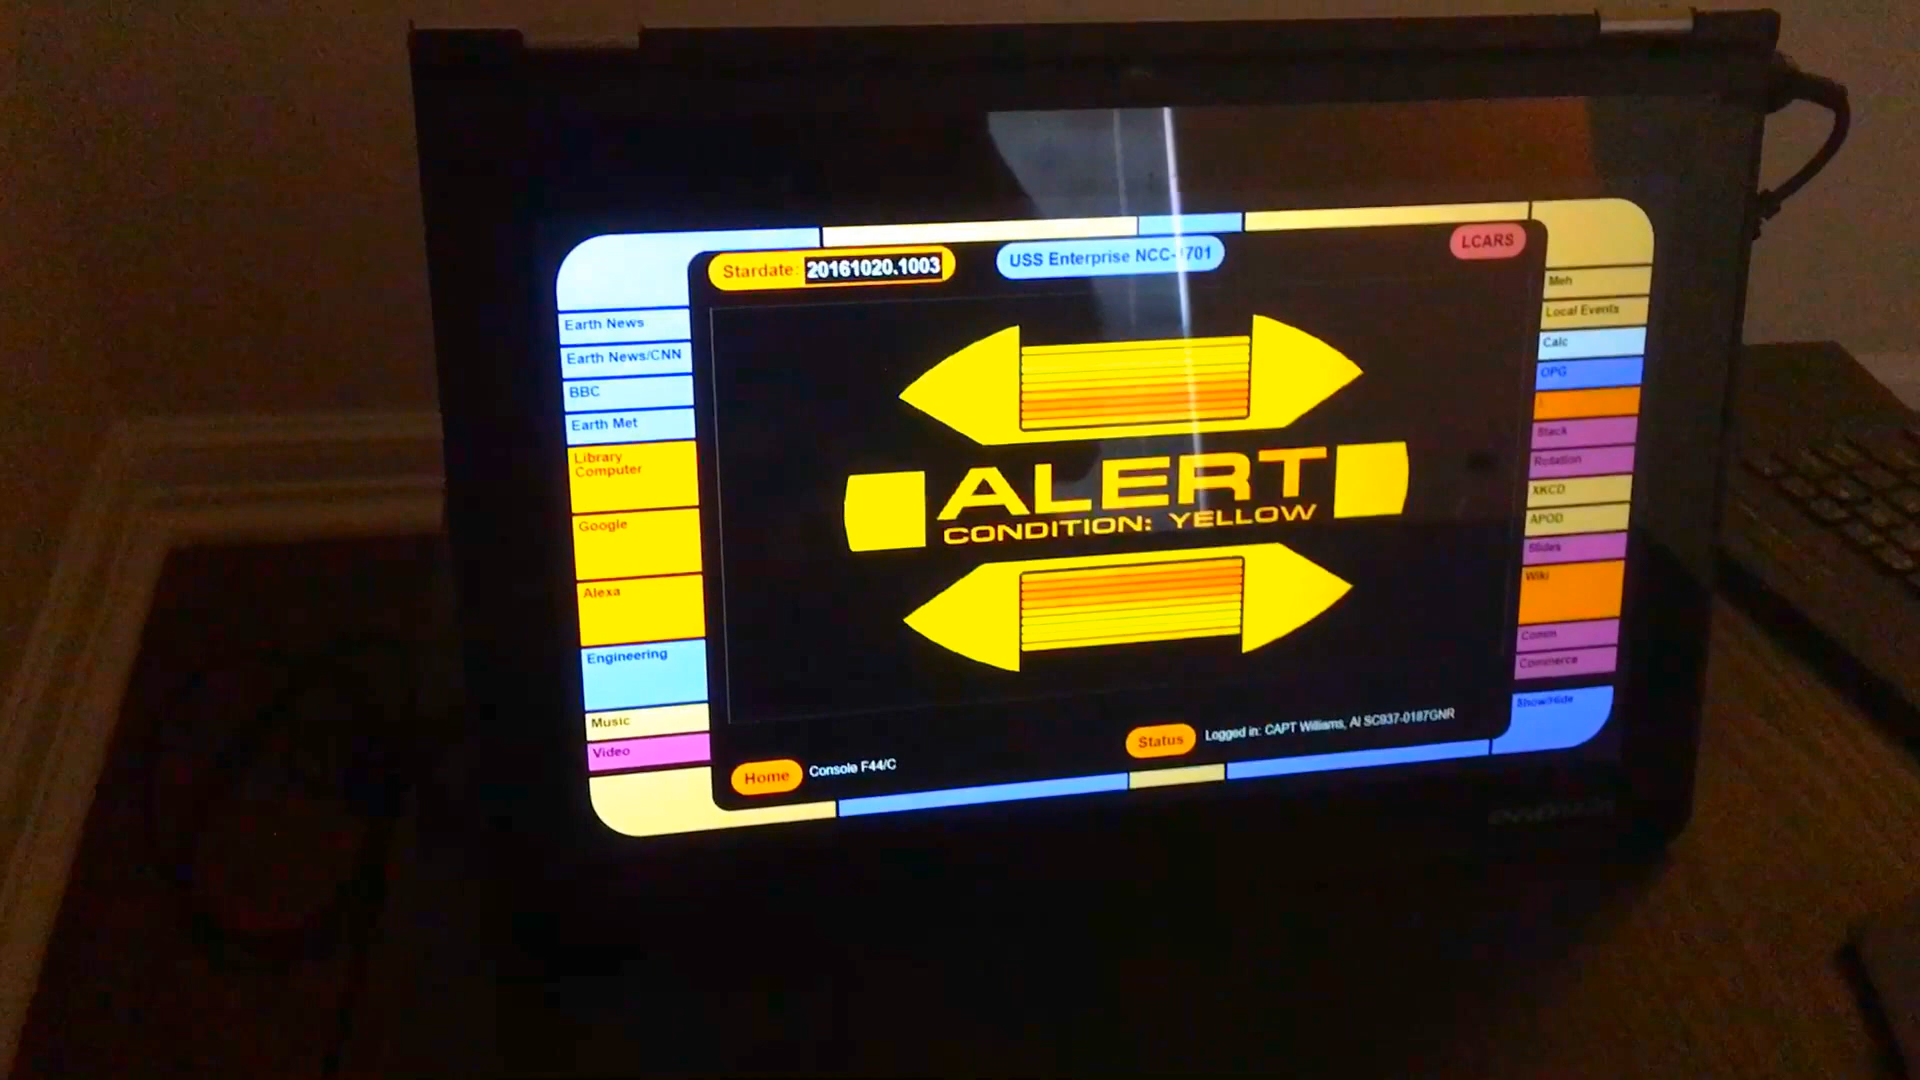 Stardate: 20161020.1003
USS Enterprise NCC-1701
LCARS
Earth News
Earth News/CNN
BBC
Earth Met
Library
Computer
Google
Alexa
Engineering
Music
Video
ALERT
CONDITION: YELLOW
Meh
Local Events
Calc
OPG
Stack
Rotation
XKCD
APOD
Slides
Wiki
Comm
Commerce
Show/Hide
Home
Console F44/C
Status
Logged in: CAPT Williams, Al SC937-0187GNR